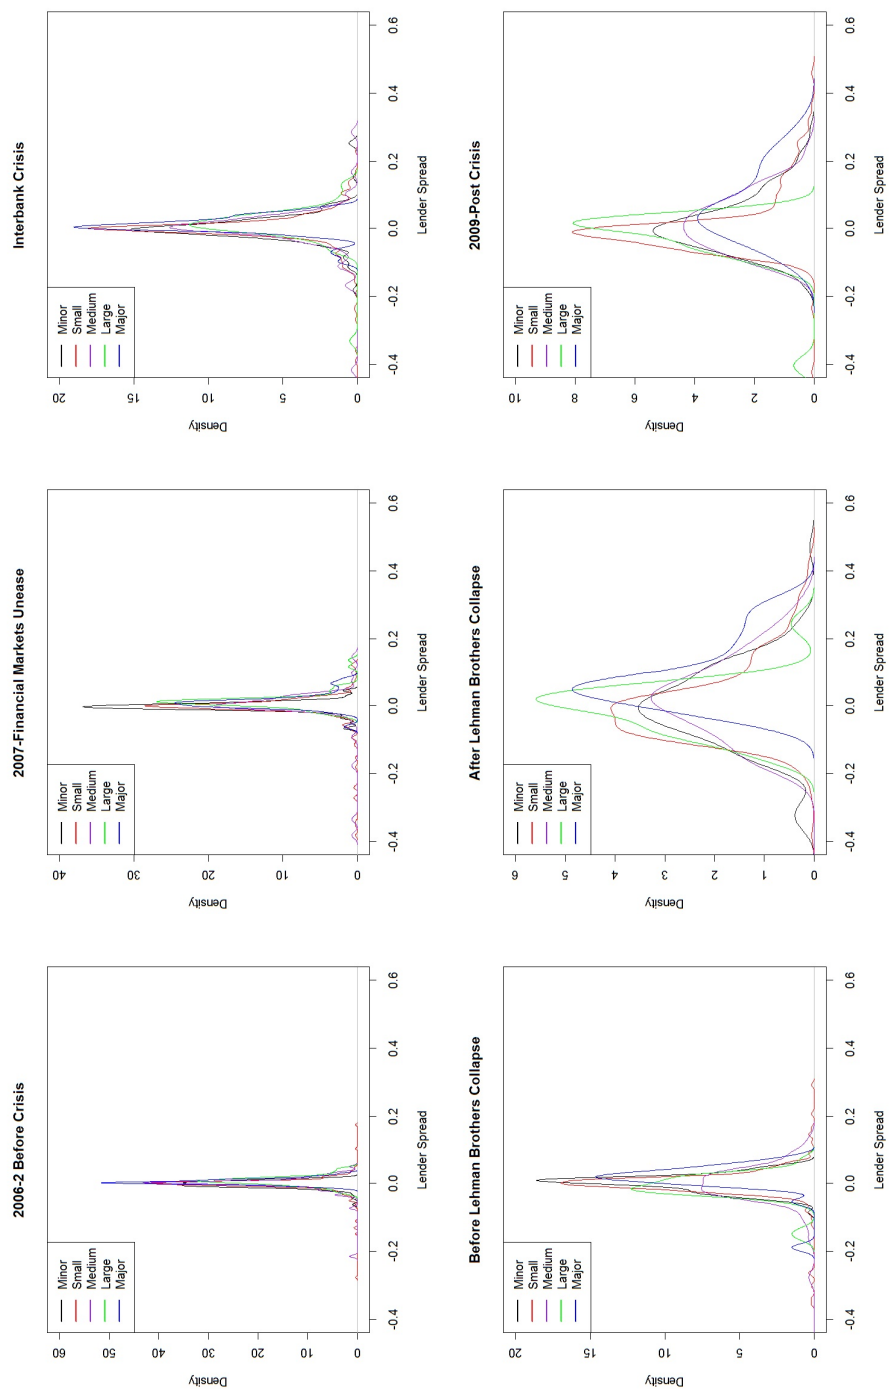 2006-2 Before Crisis
Density
60
50
40
30
20
10
0
Minor
Small
Medium
Large
Major
-0.4
-0.2
0.0
0.2
0.4
0.6
Lender Spread
2007-Financial Markets Unease
Density
40
30
20
10
0
Minor
Small
Medium
Large
Major
-0.4
-0.2
0.0
0.2
0.4
0.6
Lender Spread
Interbank Crisis
Density
20
15
10
5
0
Minor
Small
Medium
Large
Major
-0.4
-0.2
0.0
0.2
0.4
0.6
Lender Spread
Before Lehman Brothers Collapse
Density
20
15
10
5
0
Minor
Small
Medium
Large
Major
-0.4
-0.2
0.0
0.2
0.4
0.6
Lender Spread
After Lehman Brothers Collapse
Density
6
5
4
3
2
1
0
Minor
Small
Medium
Large
Major
-0.4
-0.2
0.0
0.2
0.4
0.6
Lender Spread
2009-Post Crisis
Density
10
8
6
4
2
0
Minor
Small
Medium
Large
Major
-0.4
-0.2
0.0
0.2
0.4
0.6
Lender Spread